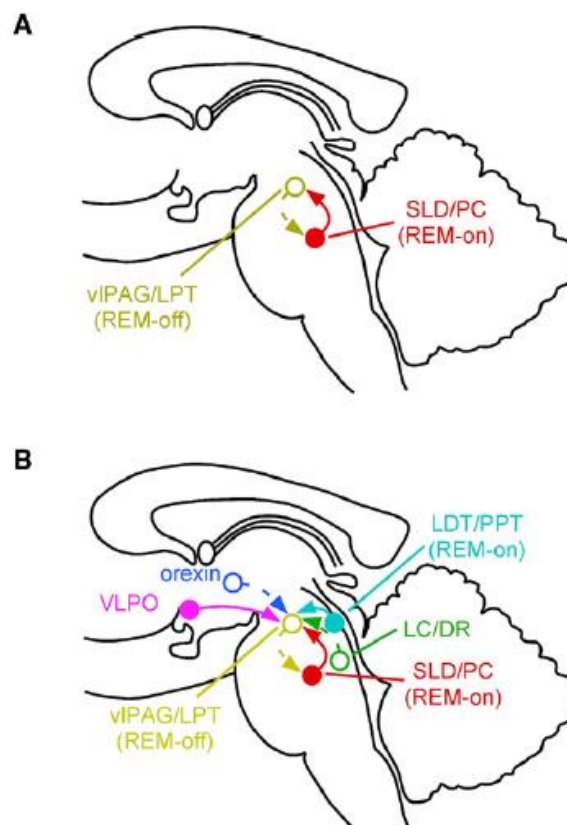 A
SLD/PC
(REM-on)
vlPAG/LPT
(REM-off)
B
LDT/PPT
(REM-on)
orexin
VLPO
LC/DR
SLD/PC
(REM-on)
vlPAG/LPT
(REM-off)